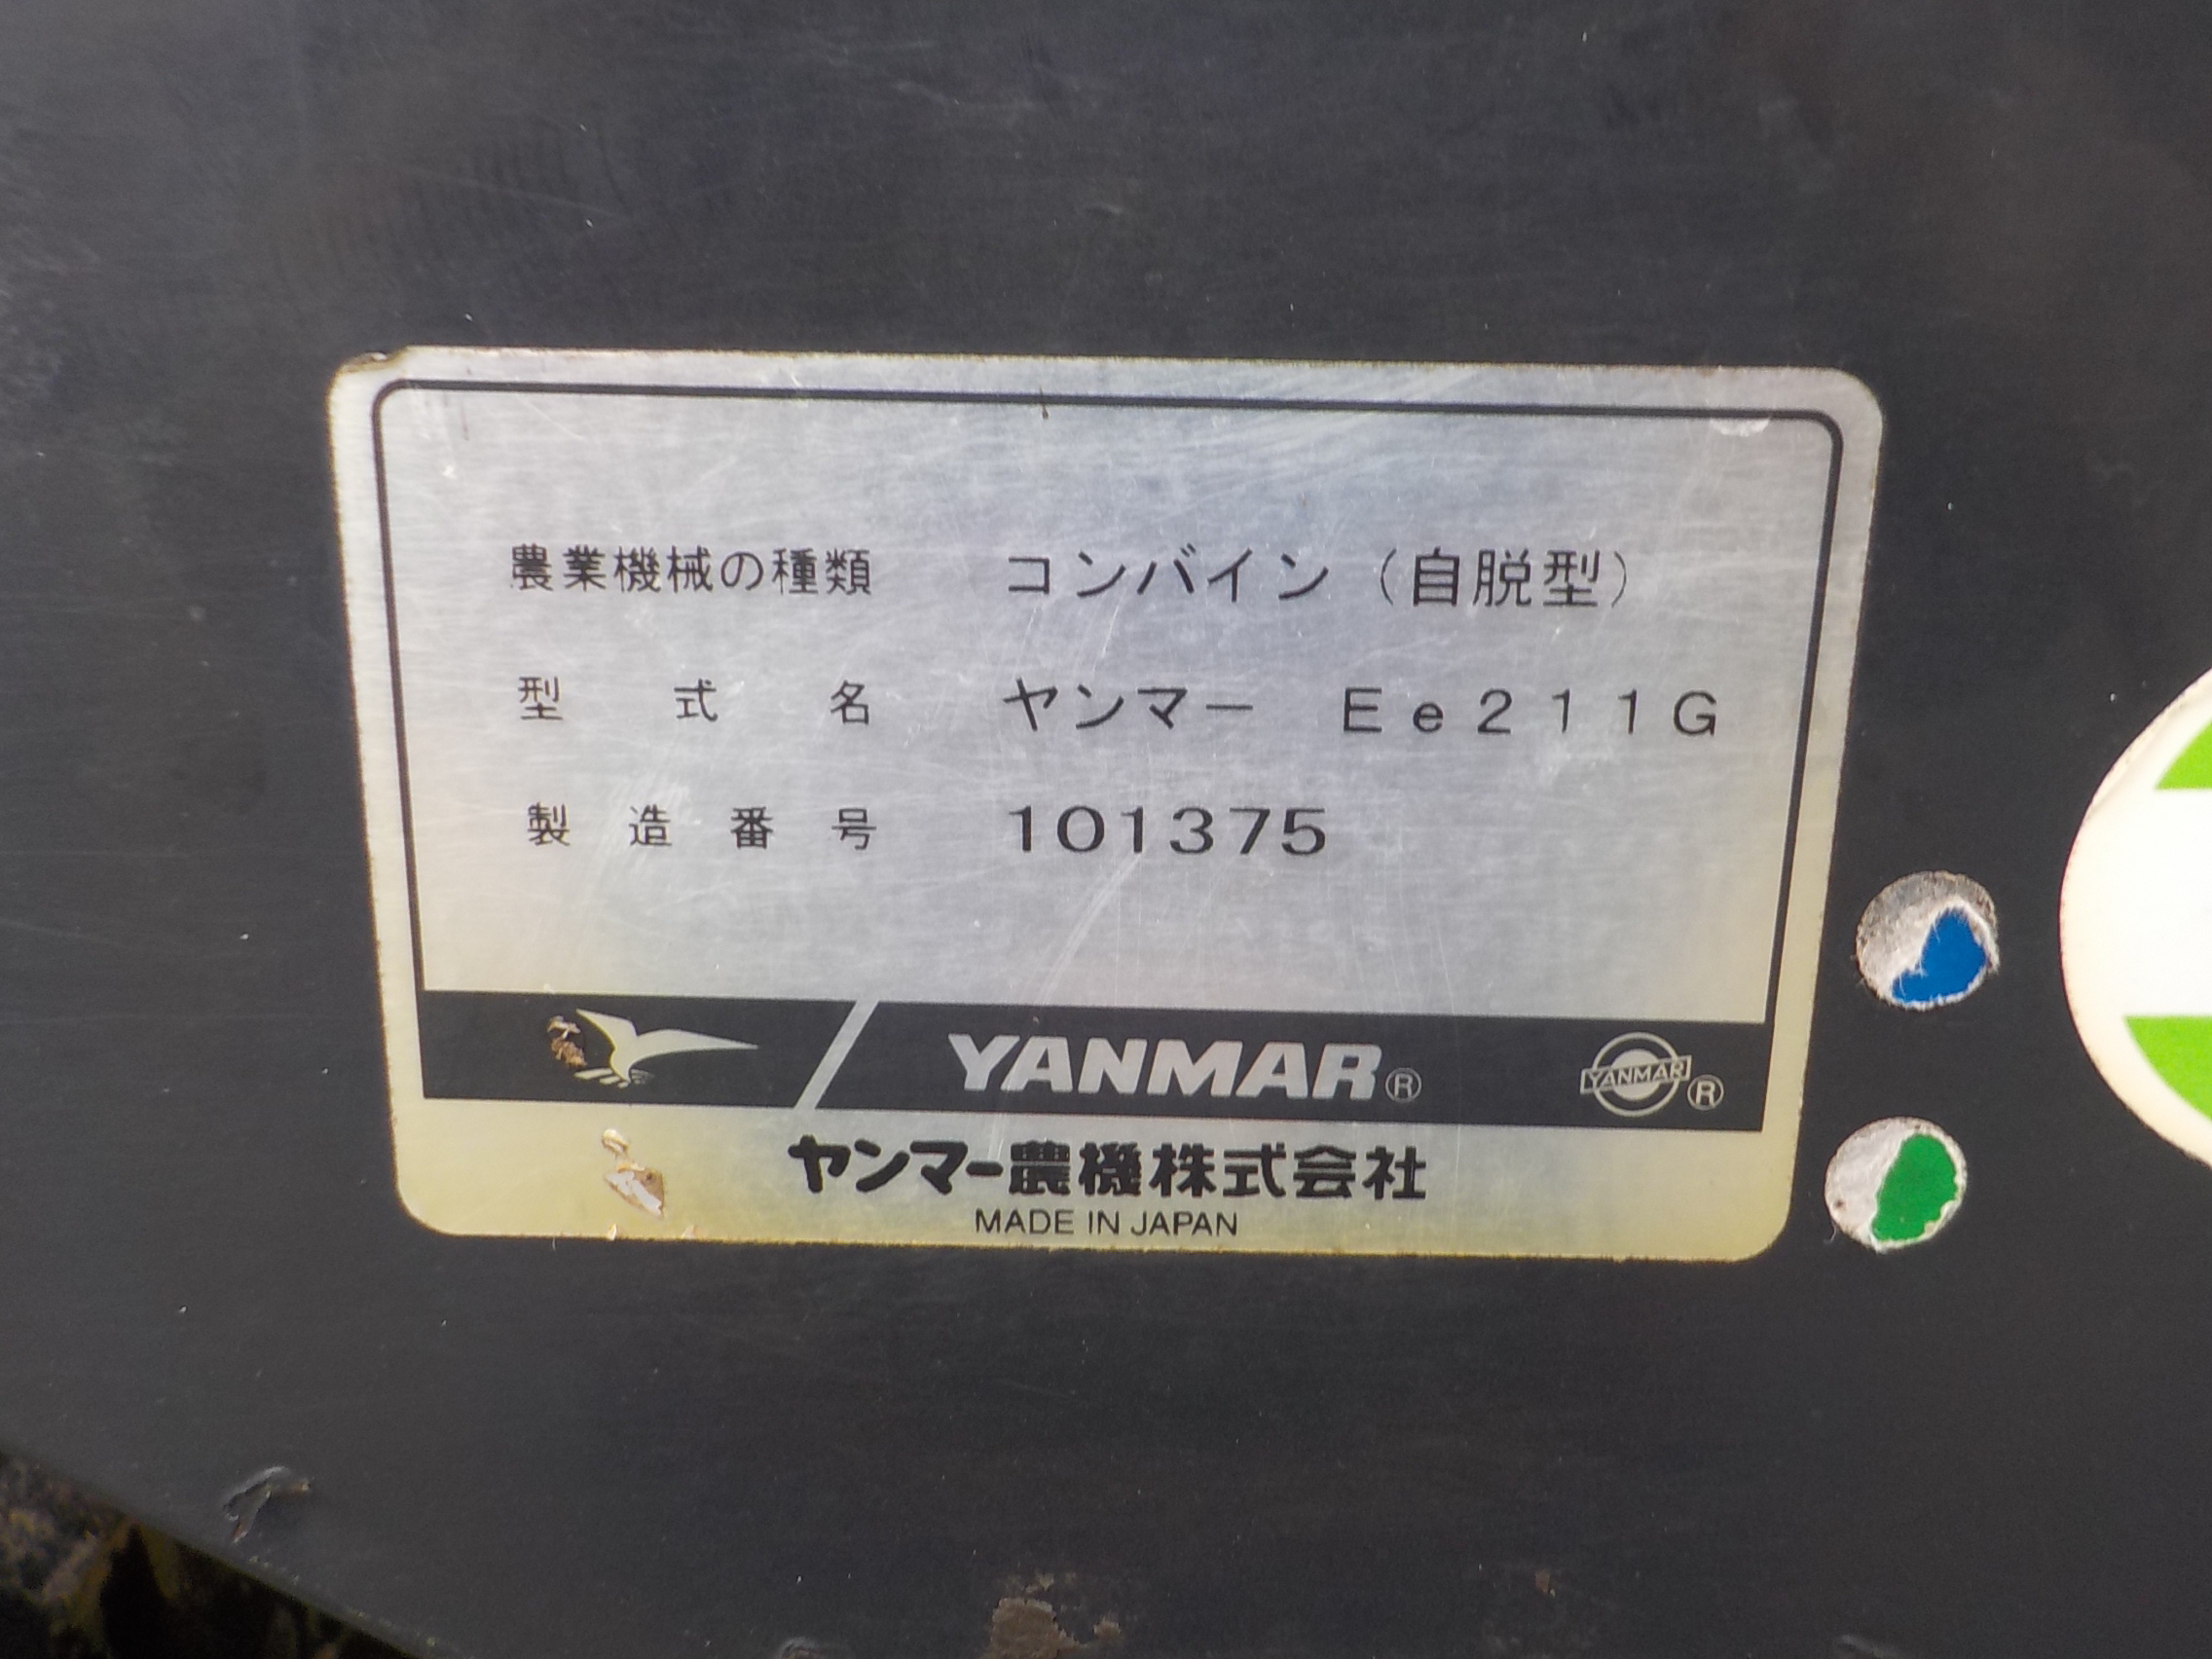 農業機械の種類 コンバイン（自脱型）
型式名 ヤンマー Ee211G
製造番号 101375
YANMAR® YANMAR®
ヤンマー農機株式会社
MADE IN JAPAN